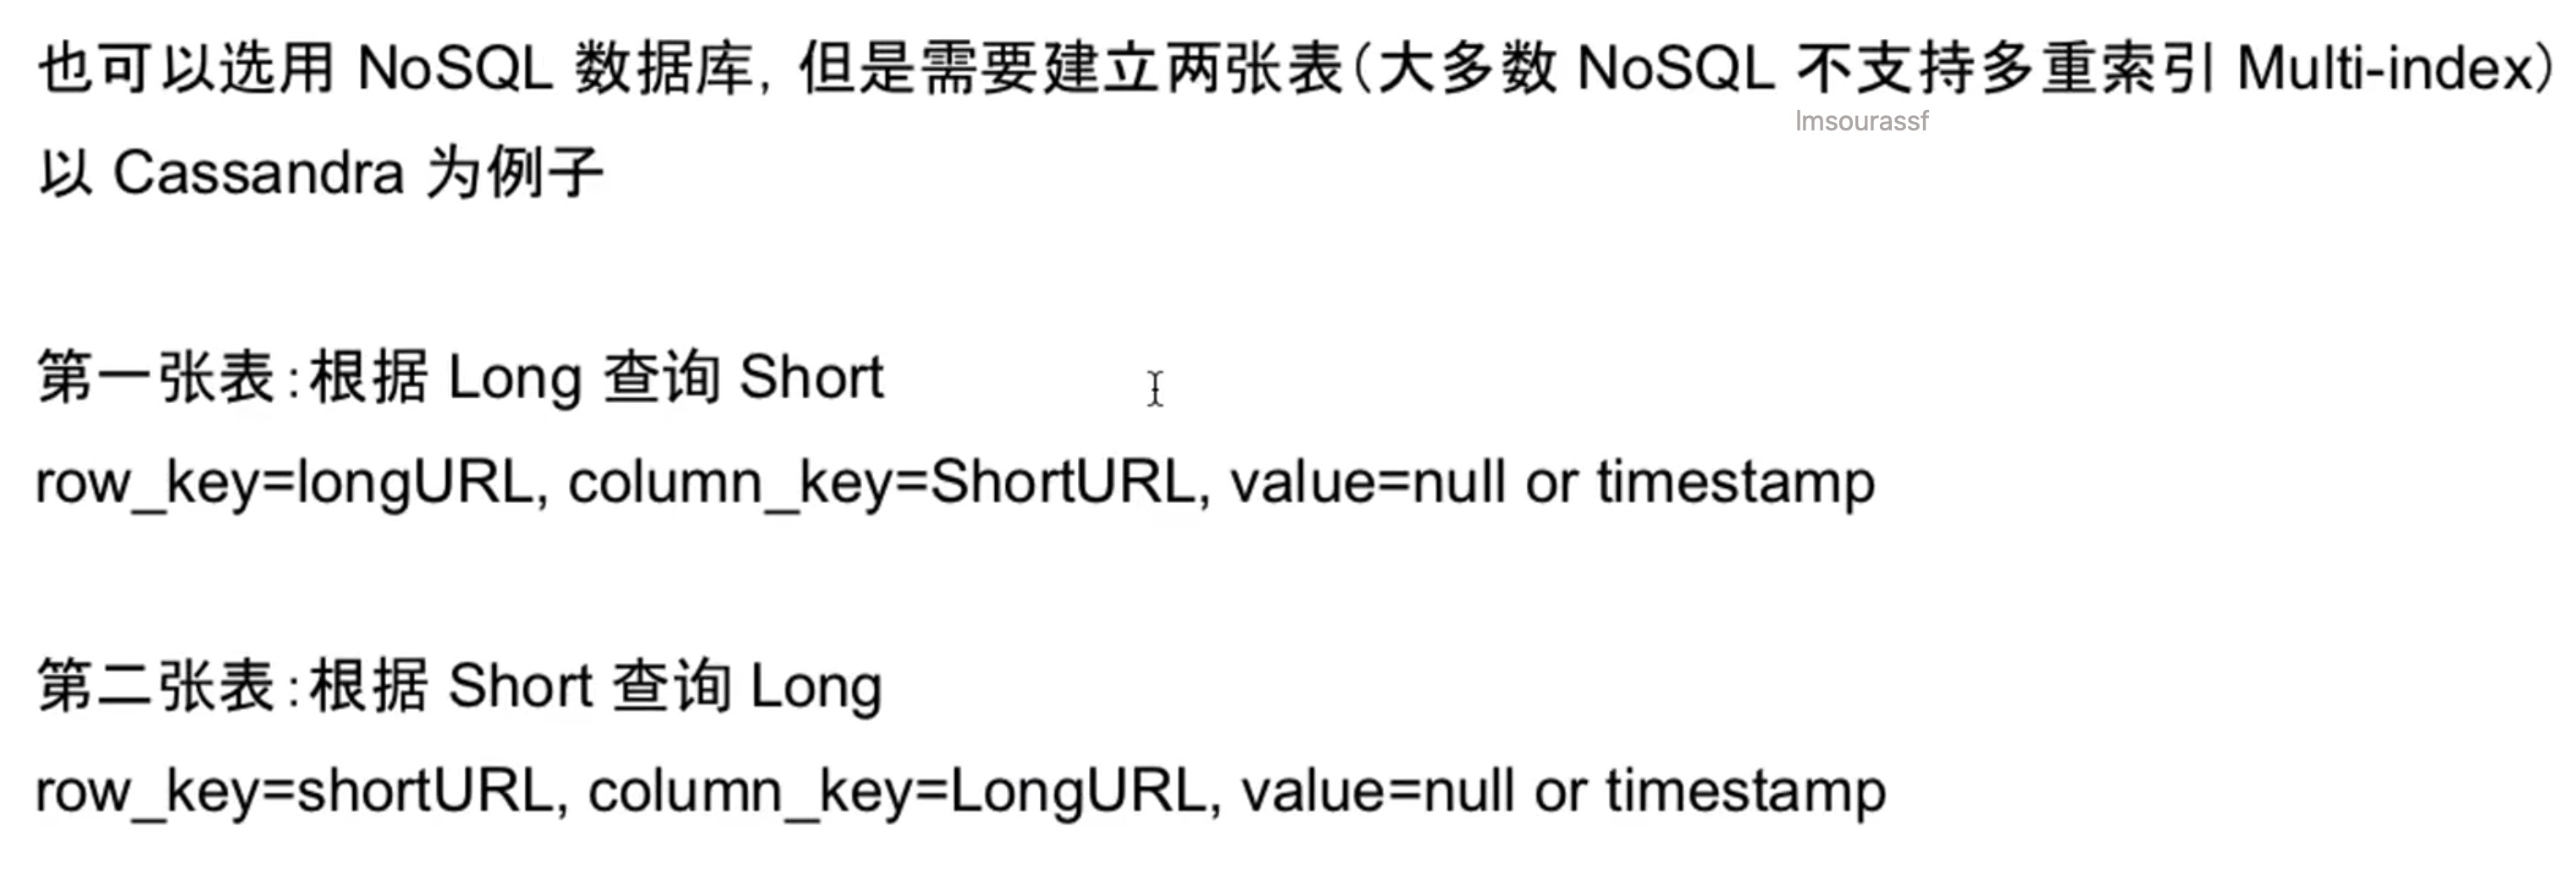 也可以选用 NoSQL 数据库, 但是需要建立两张表(大多数 NoSQL 不支持多重索引 Multi-index)
lmsourassf
以 Cassandra 为例子
第一张表:根据 Long 查询 Short
row_key=longURL, column_key=ShortURL, value=null or timestamp
第二张表:根据 Short 查询 Long
row_key=shortURL, column_key=LongURL, value=null or timestamp